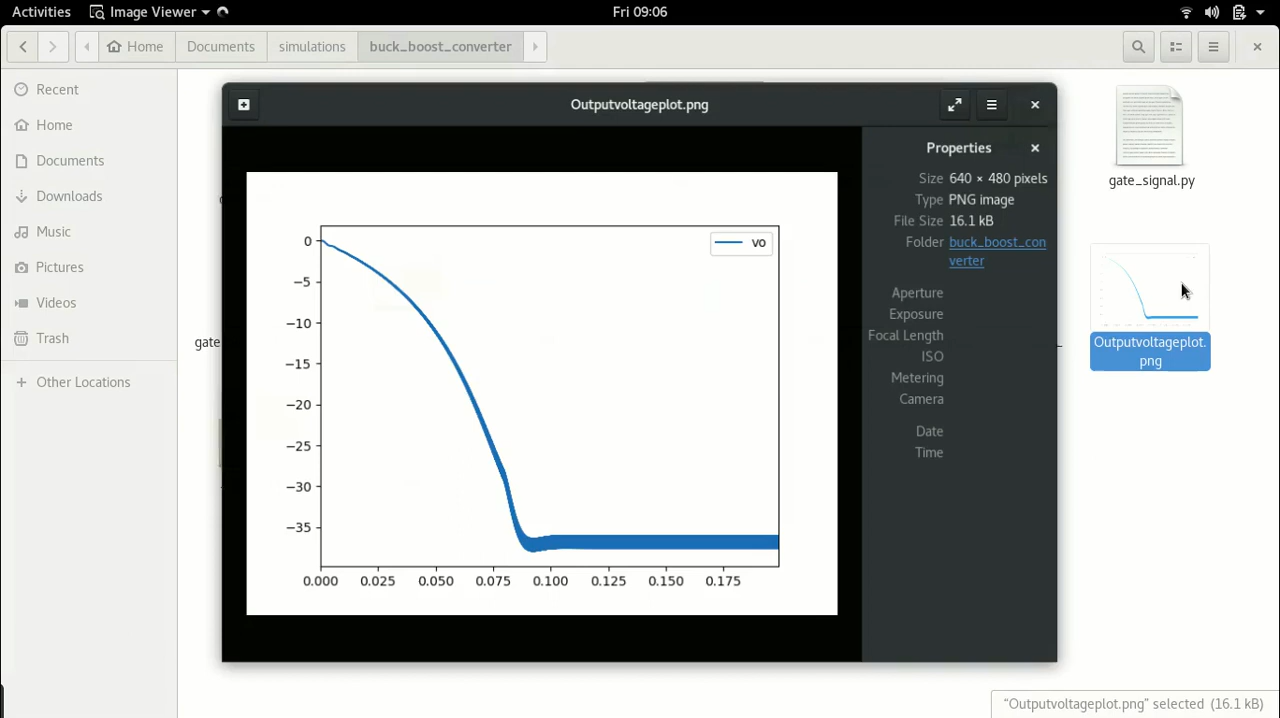 Activities
Image Viewer
Fri 09:06
Home
Documents
simulations
buck_boost_converter
Recent
Home
Documents
Downloads
Music
Pictures
Videos
Trash
Other Locations
Outputvoltageplot.png
0
−5
−10
−15
−20
−25
−30
−35
0.000 0.025 0.050 0.075 0.100 0.125 0.150 0.175
vo
Properties
Size 640 × 480 pixels
Type PNG image
File Size 16.1 kB
Folder buck_boost_con
verter
Aperture
Exposure
Focal Length
ISO
Metering
Camera
Date
Time
gate
gate_signal.py
Outputvoltageplot.
png
“Outputvoltageplot.png” selected (16.1 kB)